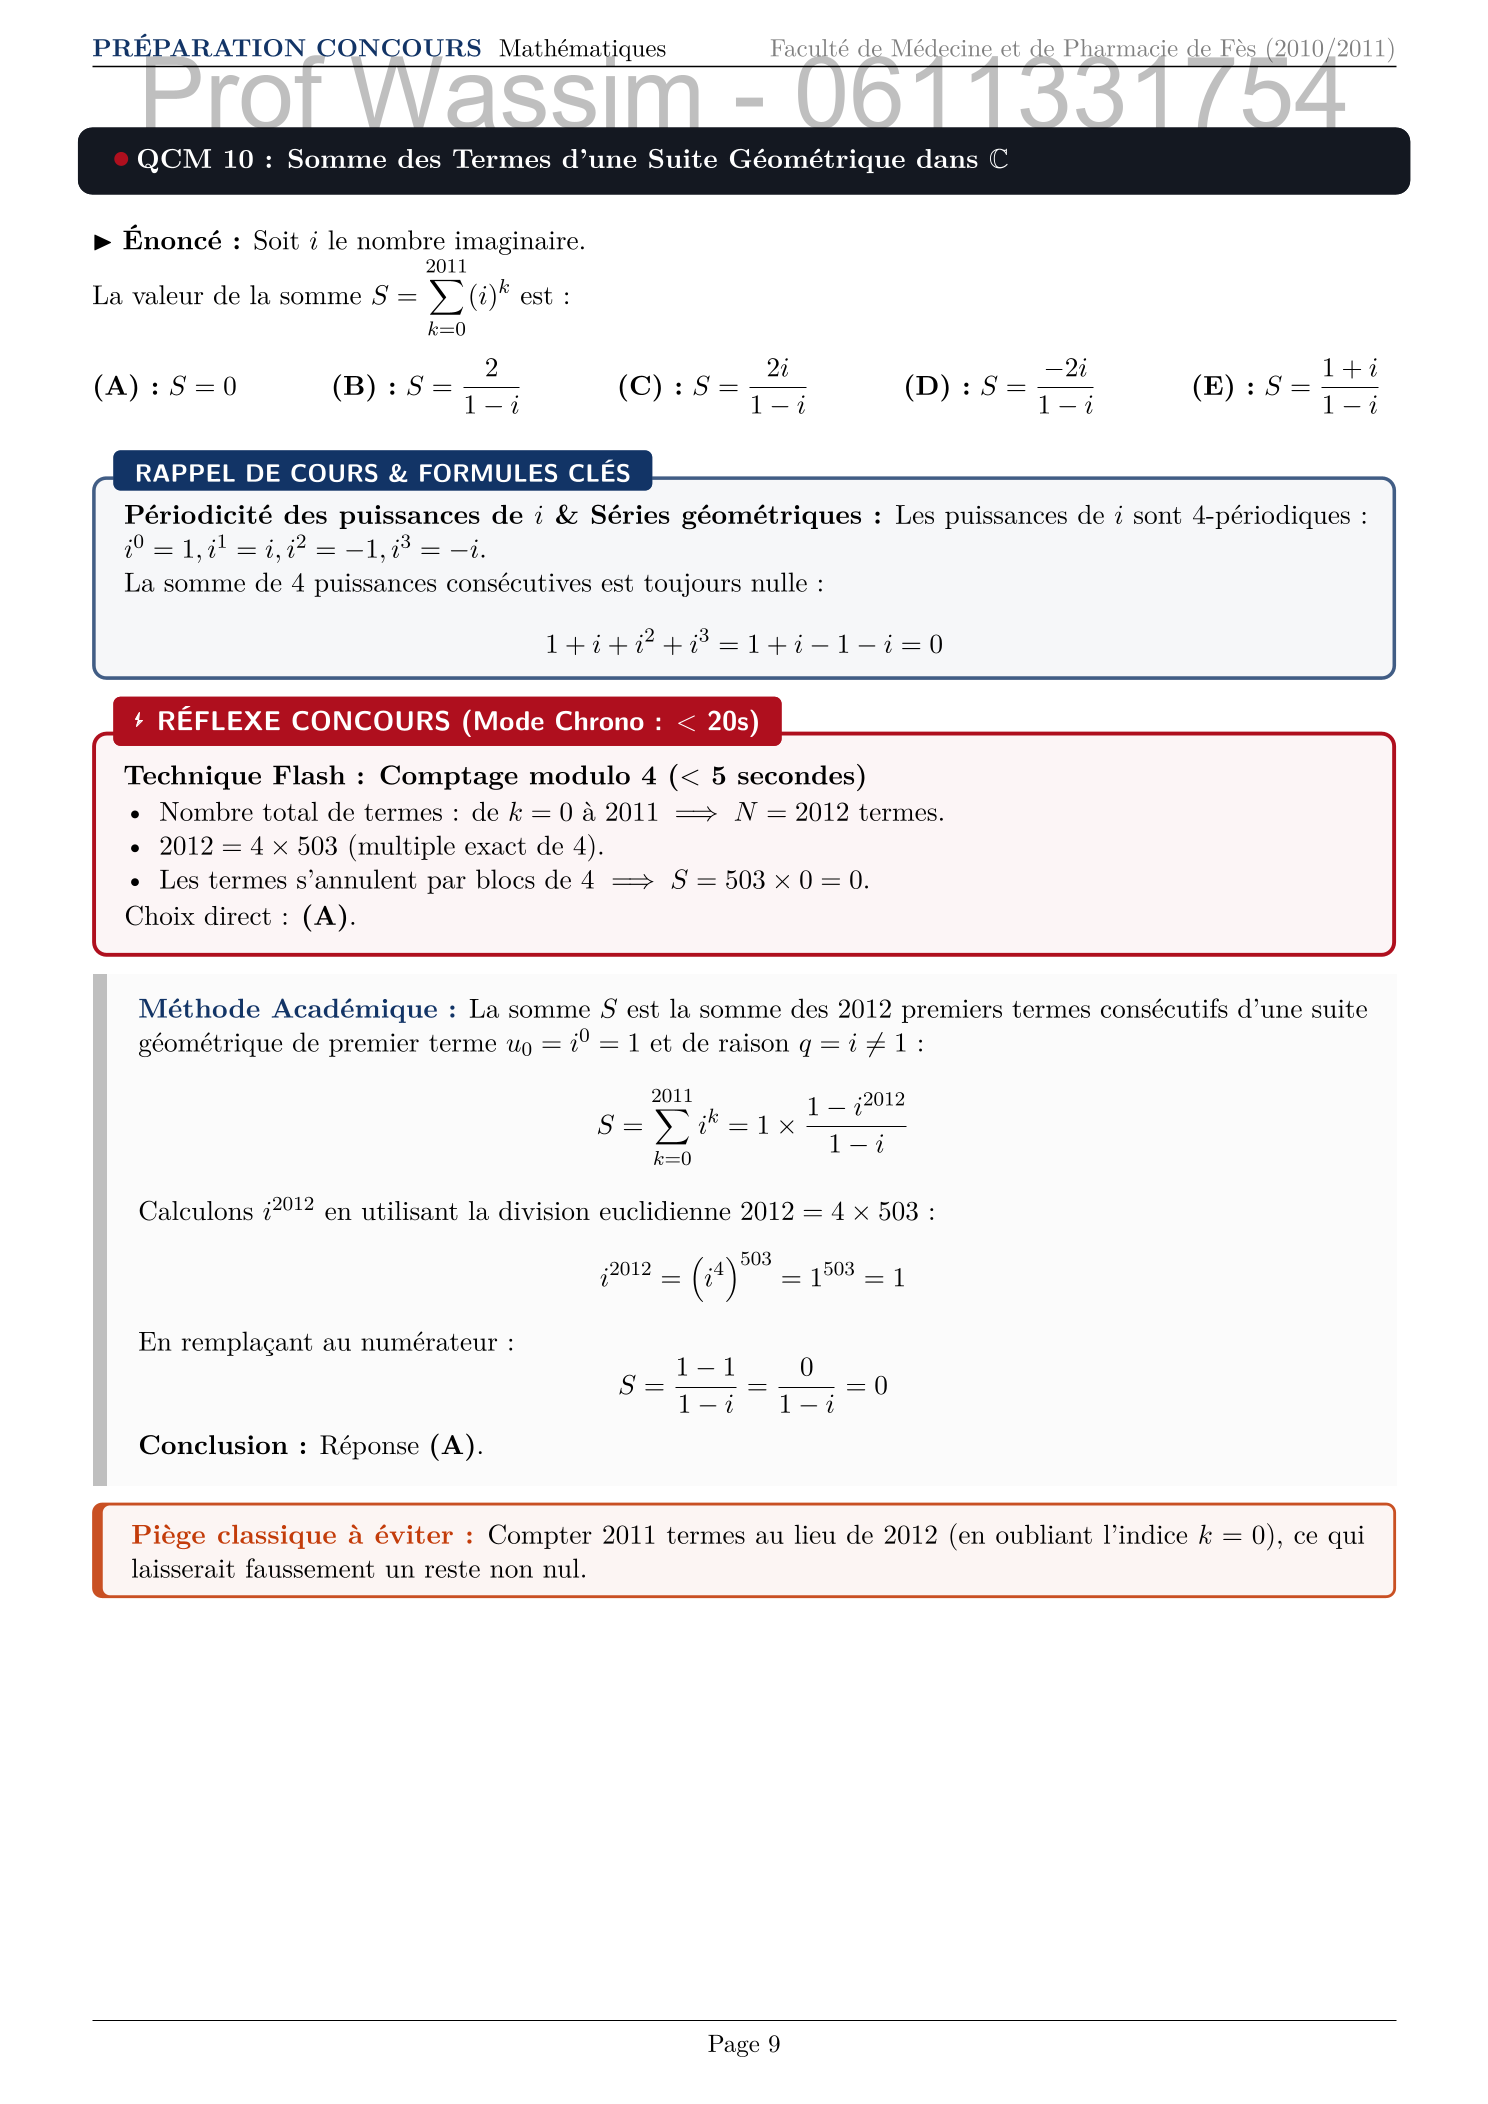 PRÉPARATION CONCOURS Mathématiques Faculté de Médecine et de Pharmacie de Fès (2010/2011)
Prof Wassim - 0611331754
QCM 10 : Somme des Termes d'une Suite Géométrique dans ℂ
▶ Énoncé : Soit i le nombre imaginaire.
La valeur de la somme S = \sum_{k=0}^{2011} (i)^k est :
(A) : S = 0 (B) : S = \frac{2}{1-i} (C) : S = \frac{2i}{1-i} (D) : S = \frac{-2i}{1-i} (E) : S = \frac{1+i}{1-i}
RAPPEL DE COURS & FORMULES CLÉS
Périodicité des puissances de i & Séries géométriques : Les puissances de i sont 4-périodiques :
i^0 = 1, i^1 = i, i^2 = −1, i^3 = −i.
La somme de 4 puissances consécutives est toujours nulle :
1 + i + i^2 + i^3 = 1 + i − 1 − i = 0
RÉFLEXE CONCOURS (Mode Chrono : < 20s)
Technique Flash : Comptage modulo 4 (< 5 secondes)
• Nombre total de termes : de k = 0 à 2011 ⟹ N = 2012 termes.
• 2012 = 4 × 503 (multiple exact de 4).
• Les termes s'annulent par blocs de 4 ⟹ S = 503 × 0 = 0.
Choix direct : (A).
Méthode Académique : La somme S est la somme des 2012 premiers termes consécutifs d'une suite
géométrique de premier terme u_0 = i^0 = 1 et de raison q = i ≠ 1 :
S = \sum_{k=0}^{2011} i^k = 1 × \frac{1 − i^{2012}}{1 − i}
Calculons i^{2012} en utilisant la division euclidienne 2012 = 4 × 503 :
i^{2012} = (i^4)^{503} = 1^{503} = 1
En remplaçant au numérateur :
S = \frac{1 − 1}{1 − i} = \frac{0}{1 − i} = 0
Conclusion : Réponse (A).
Piège classique à éviter : Compter 2011 termes au lieu de 2012 (en oubliant l'indice k = 0), ce qui
laisserait faussement un reste non nul.
Page 9